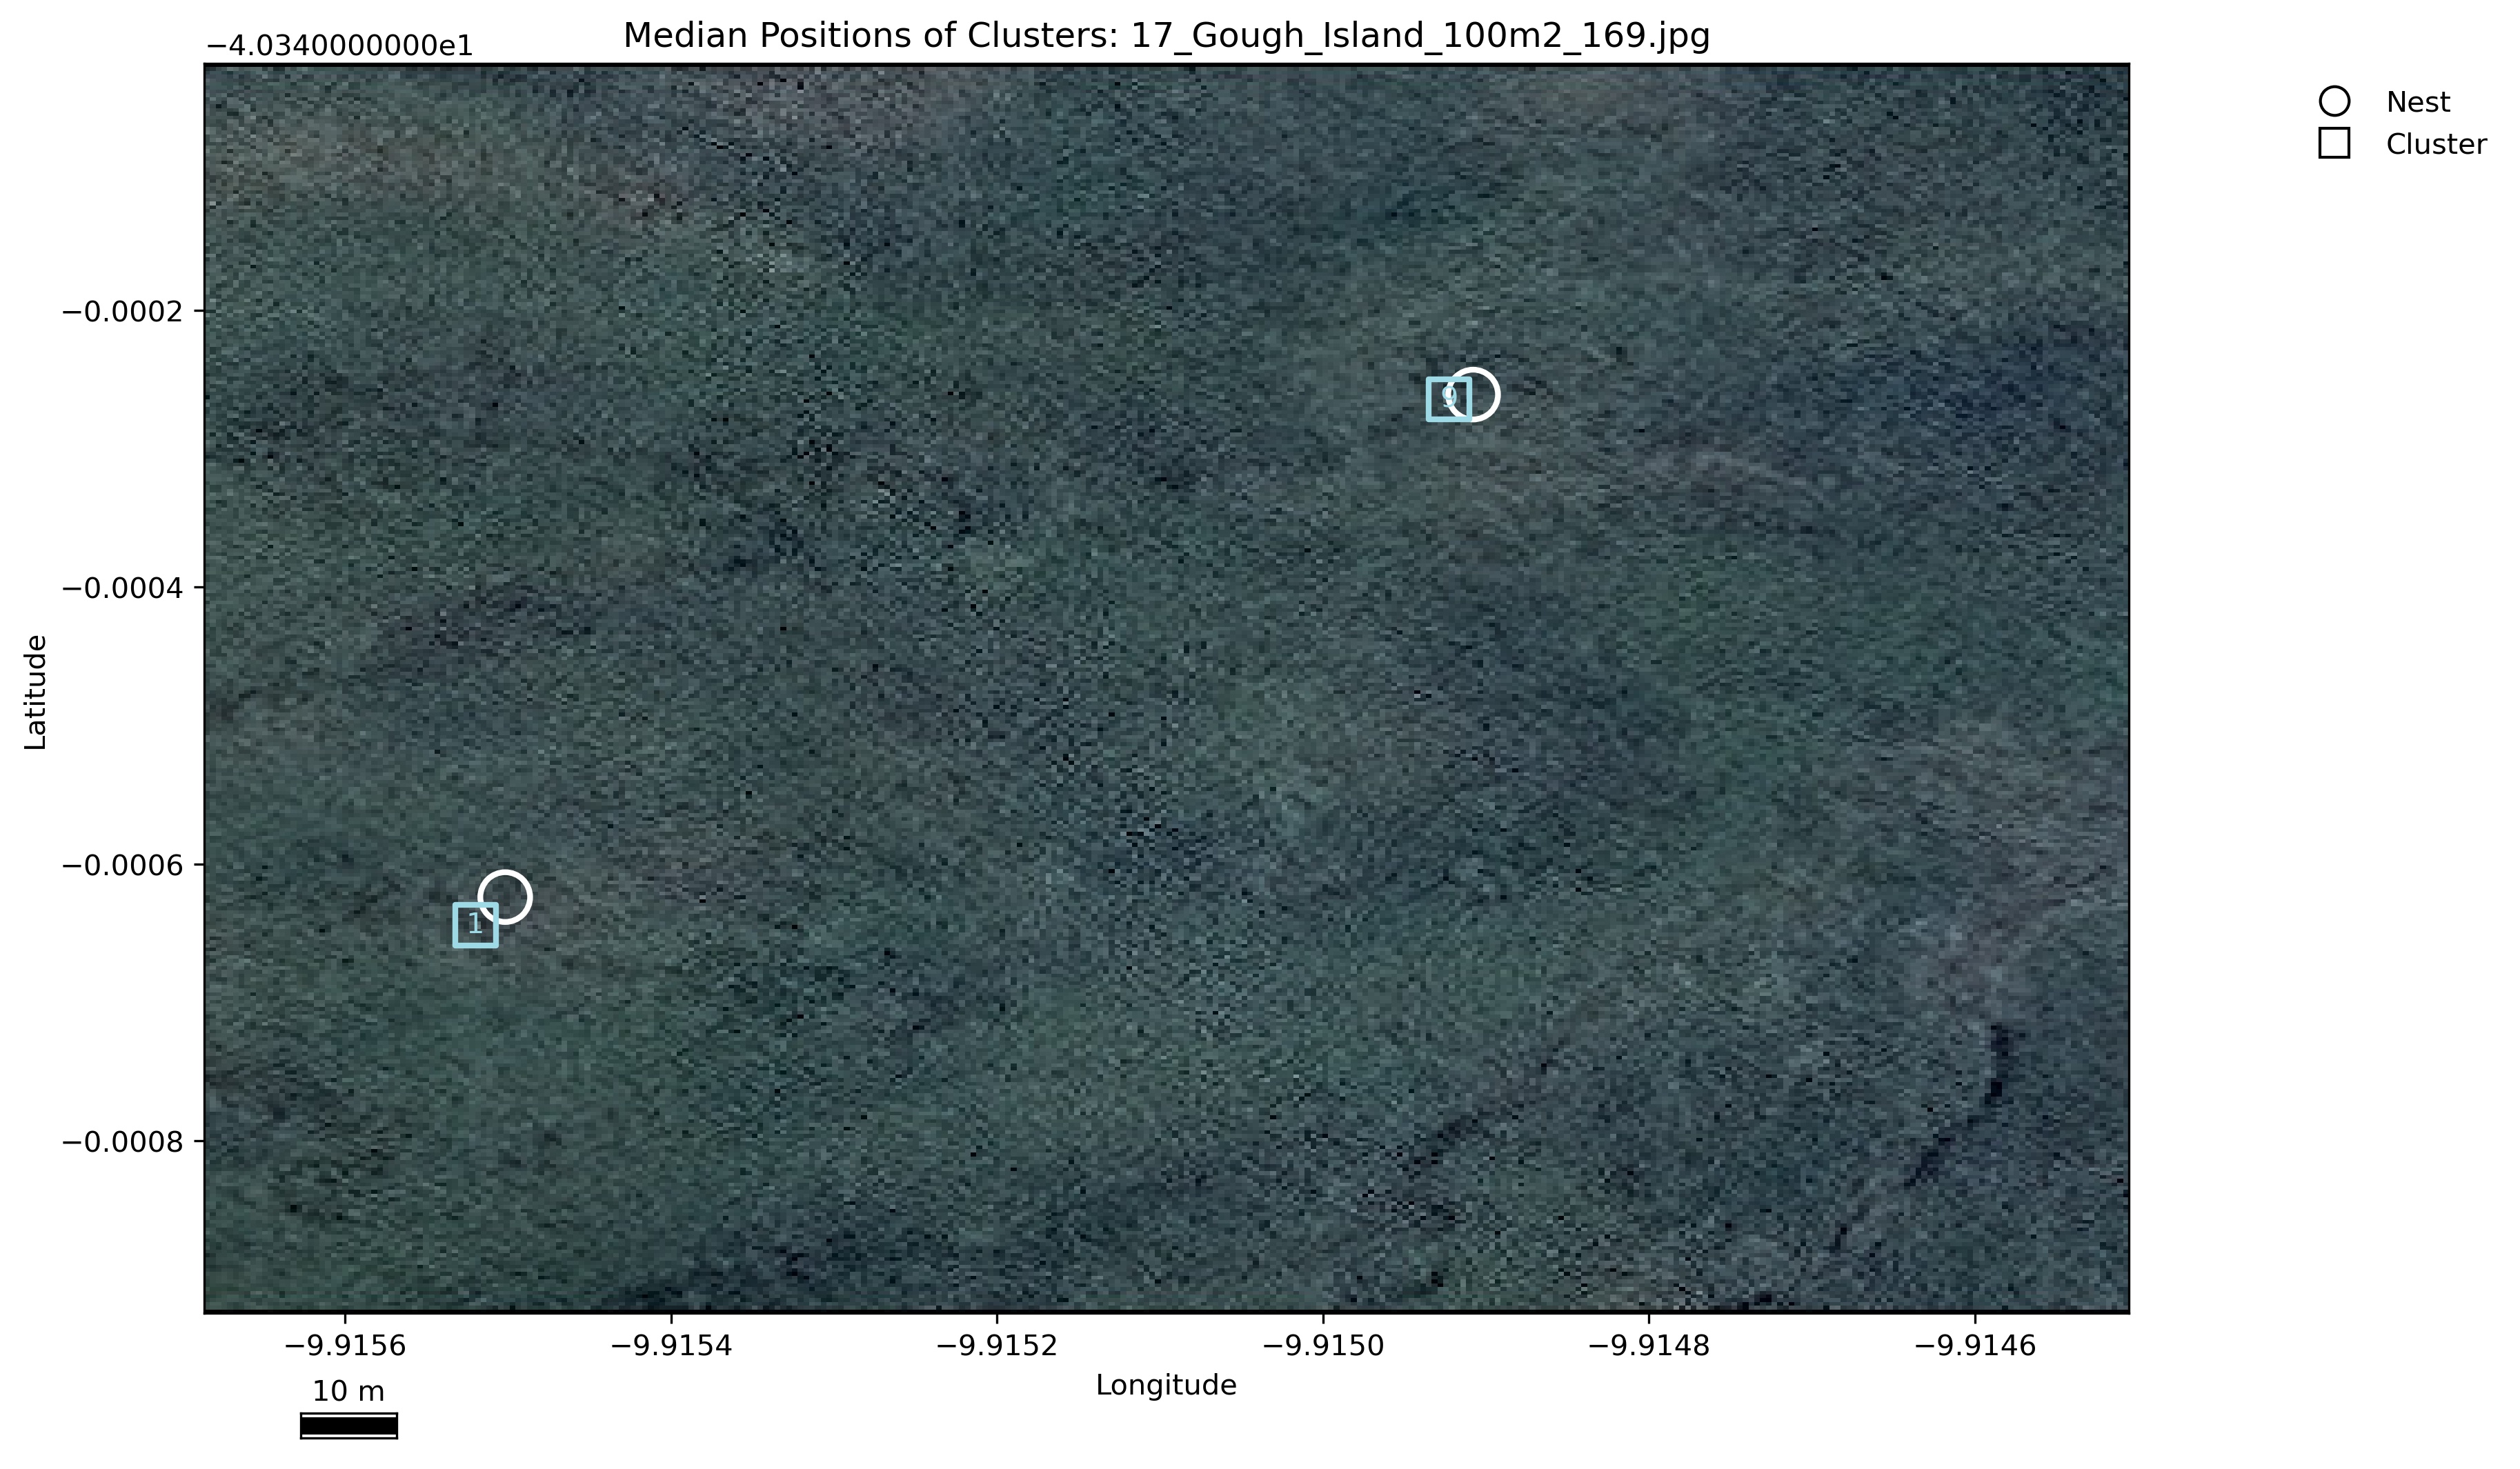 Median Positions of Clusters: 17_Gough_Island_100m2_169.jpg
−4.0340000000e1
Nest
Cluster
−0.0002
−0.0004
−0.0006
−0.0008
Latitude
9
1
−9.9156
−9.9154
−9.9152
−9.9150
−9.9148
−9.9146
Longitude
10 m